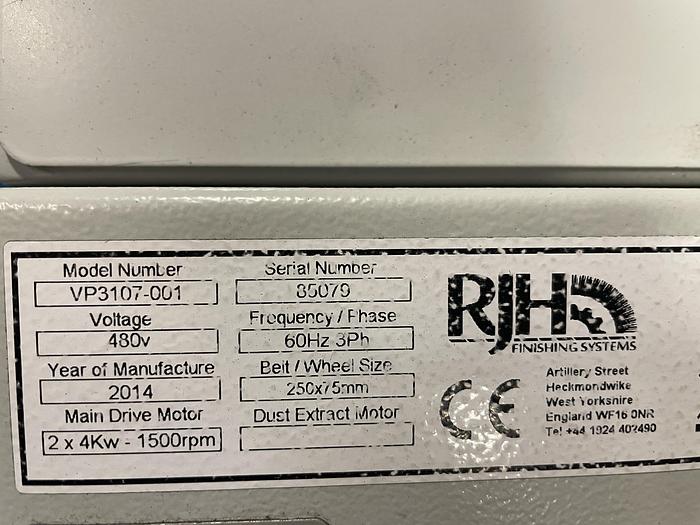 Model Number
VP3107-001
Voltage
480v
Year of Manufacture
2014
Main Drive Motor
2 x 4Kw - 1500rpm
Serial Number
85079
Frequency / Phase
60Hz 3Ph
Belt / Wheel Size
250x75mm
Dust Extract Motor
RJH
FINISHING SYSTEMS
CE
Artillery Street
Heckmondwike
West Yorkshire
England WF16 0NR
Tel +44 1924 402490